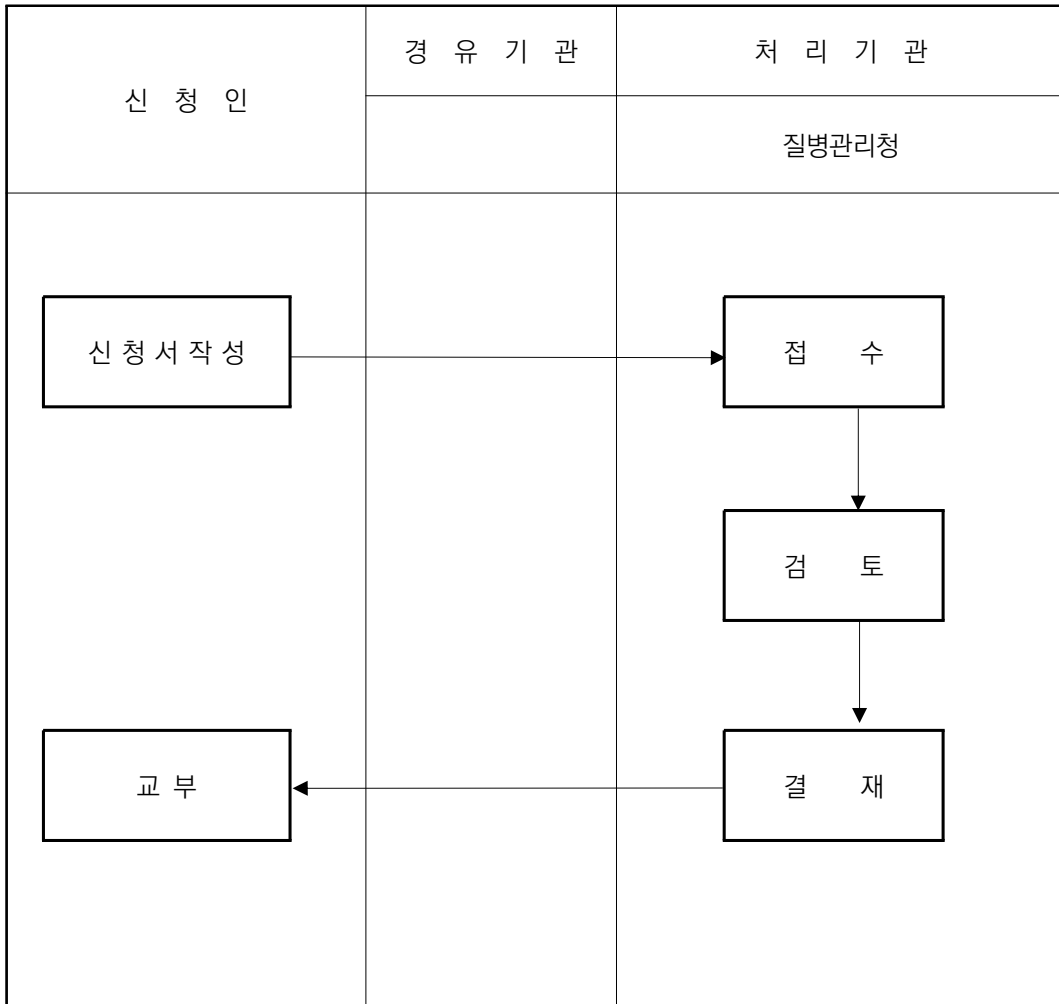 신 청 인
경 유 기 관
처 리 기 관
질병관리청
신 청 서 작 성
접 수
검 토
교 부
결 재